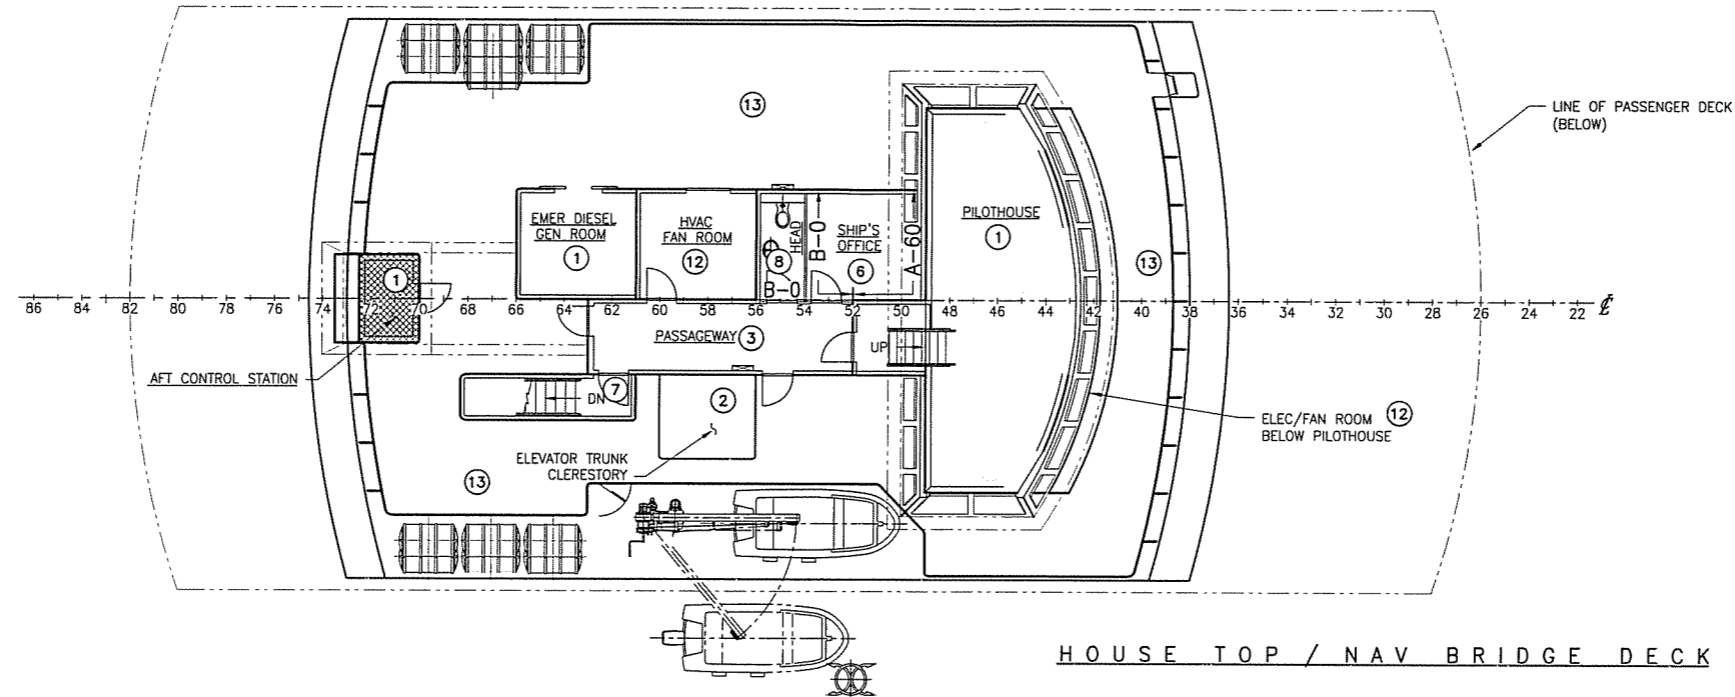 13
LINE OF PASSENGER DECK
(BELOW)
EMER DIESEL
GEN ROOM
1
HVAC
FAN ROOM
12
HEAD
8
B-0
B-0
SHIP'S
OFFICE
6
A-60
PILOTHOUSE
1
13
1
86 84 82 80 78 76 74 72 70 68 66 64 62 60 58 56 54 52 50 48 46 44 42 40 38 36 34 32 30 28 26 24 22 ℄
PASSAGEWAY 3
UP
AFT CONTROL STATION
DN
7
2
ELEC/FAN ROOM 12
BELOW PILOTHOUSE
ELEVATOR TRUNK
CLERESTORY
13
HOUSE TOP / NAV BRIDGE DECK